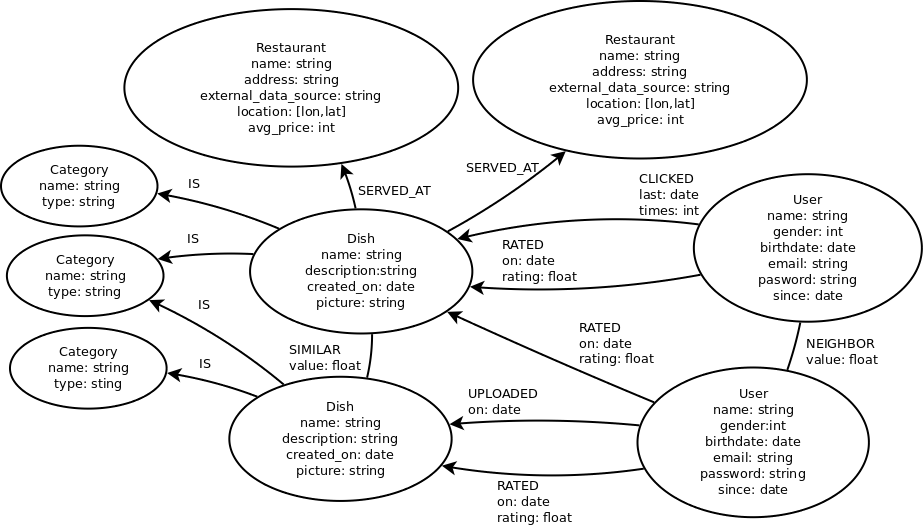 Restaurant
name: string
address: string
external_data_source: string
location: [lon,lat]
avg_price: int
Restaurant
name: string
address: string
external_data_source: string
location: [lon,lat]
avg_price: int
Category
name: string
type: string
IS
SERVED_AT
SERVED_AT
CLICKED
last: date
times: int
User
name: string
gender: int
birthdate: date
email: string
pasword: string
since: date
Category
name: string
type: string
IS
Dish
name: string
description:string
created_on: date
picture: string
RATED
on: date
rating: float
IS
SIMILAR
value: float
RATED
on: date
rating: float
NEIGHBOR
value: float
Category
name: string
type: sting
IS
Dish
name: string
description: string
created_on: date
picture: string
UPLOADED
on: date
RATED
on: date
rating: float
User
name: string
gender:int
birthdate: date
email: string
password: string
since: date